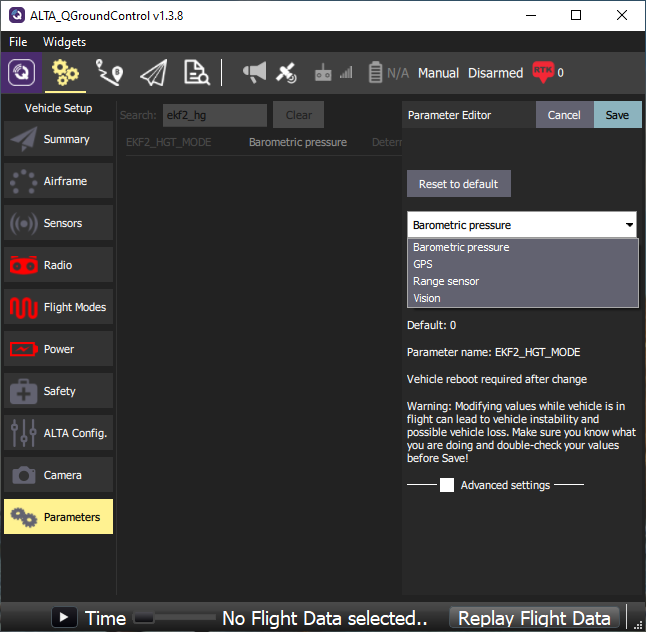 ALTA_QGroundControl v1.3.8
File Widgets
N/A Manual Disarmed RTK 0
Vehicle Setup
Summary
Airframe
Sensors
Radio
Flight Modes
Power
Safety
ALTA Config.
Camera
Parameters
Search: ekf2_hg Clear
EKF2_HGT_MODE Barometric pressure Deter
Parameter Editor Cancel Save
Reset to default
Barometric pressure
Barometric pressure
GPS
Range sensor
Vision
Default: 0
Parameter name: EKF2_HGT_MODE
Vehicle reboot required after change
Warning: Modifying values while vehicle is in
flight can lead to vehicle instability and
possible vehicle loss. Make sure you know what
you are doing and double-check your values
before Save!
Advanced settings
Time No Flight Data selected.. Replay Flight Data